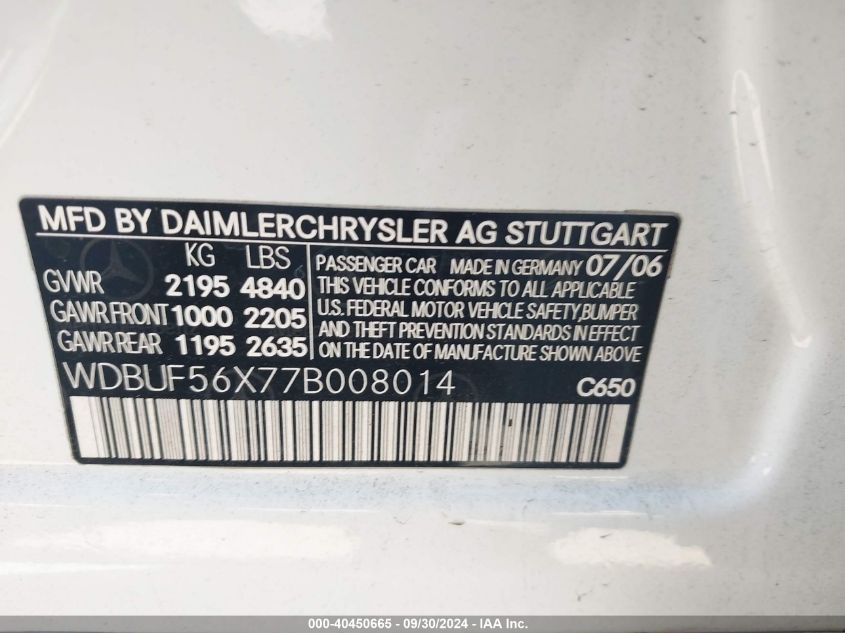 MFD BY DAIMLERCHRYSLER AG STUTTGART
KG LBS
GVWR 2195 4840
GAWR FRONT 1000 2205
GAWR REAR 1195 2635
PASSENGER CAR MADE IN GERMANY 07/06
THIS VEHICLE CONFORMS TO ALL APPLICABLE
U.S. FEDERAL MOTOR VEHICLE SAFETY,BUMPER
AND THEFT PREVENTION STANDARDS IN EFFECT
ON THE DATE OF MANUFACTURE SHOWN ABOVE
WDBUF56X77B008014 C650
000-40450665 - 09/30/2024 - IAA Inc.